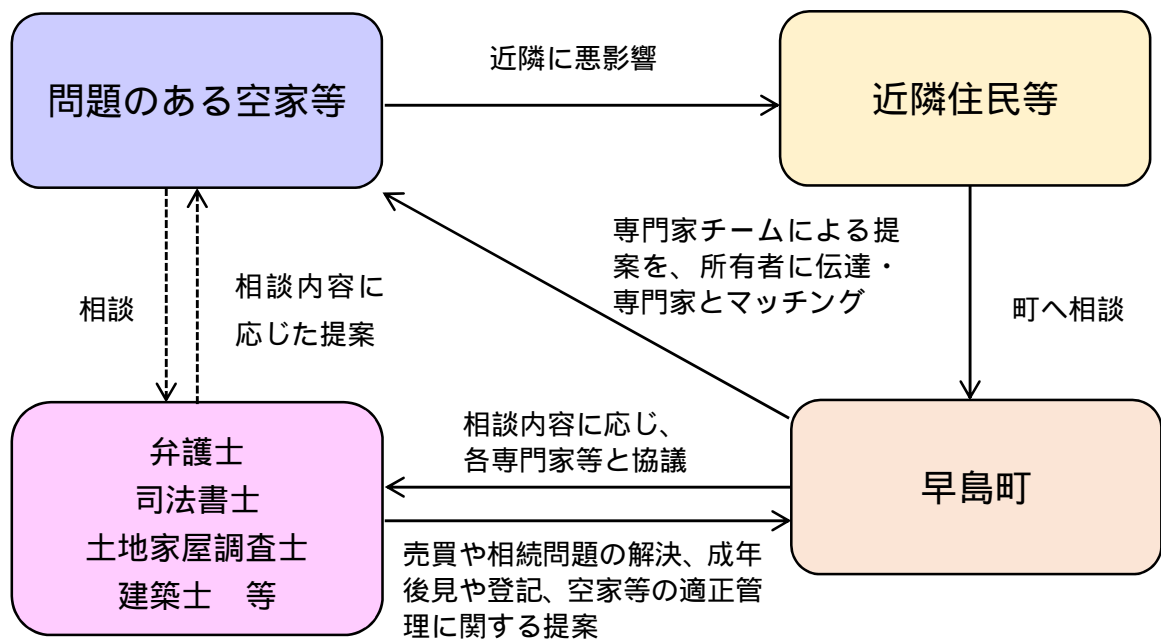 問題のある空家等
近隣に悪影響
近隣住民等
専門家チームによる提
案を、所有者に伝達・
専門家とマッチング
町へ相談
相談
相談内容に
応じた提案
弁護士
司法書士
土地家屋調査士
建築士　等
相談内容に応じ、
各専門家等と協議
早島町
売買や相続問題の解決、成年
後見や登記、空家等の適正管
理に関する提案